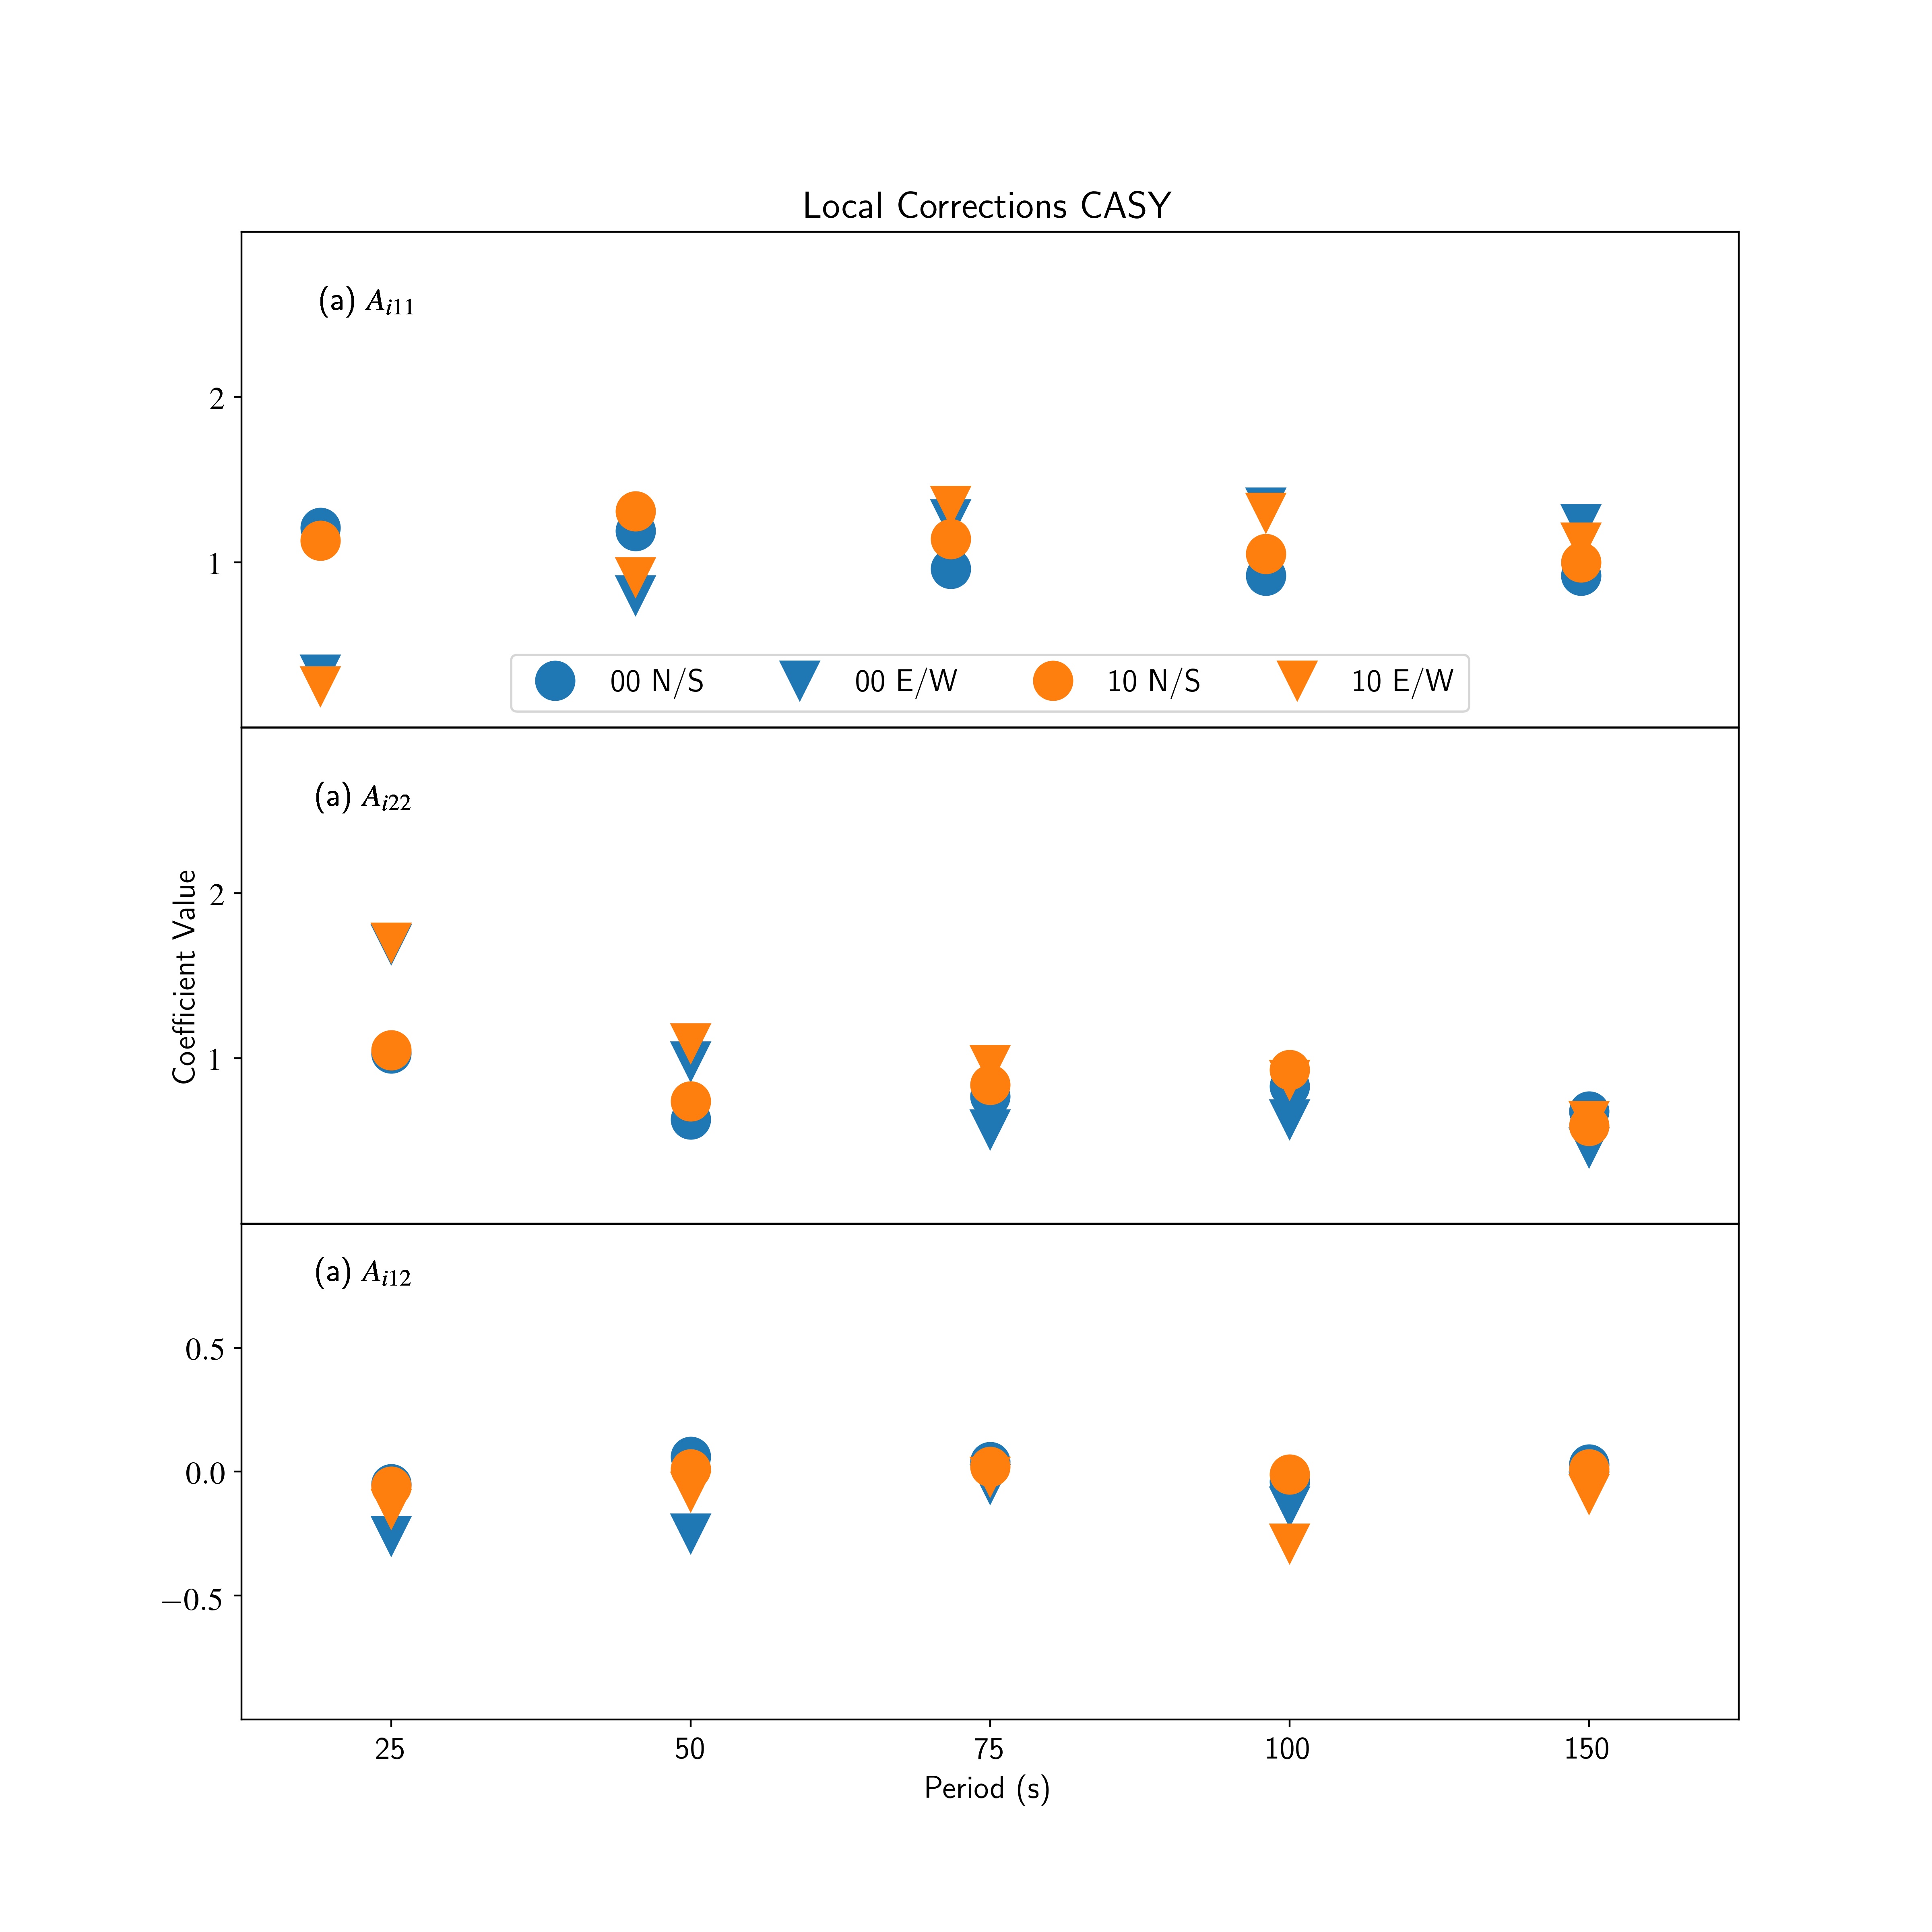 Local Corrections CASY
(a) A_{i11}
2
1
00 N/S 00 E/W 10 N/S 10 E/W
(a) A_{i22}
2
1
Coefficient Value
(a) A_{i12}
0.5
0.0
−0.5
25 50 75 100 150
Period (s)